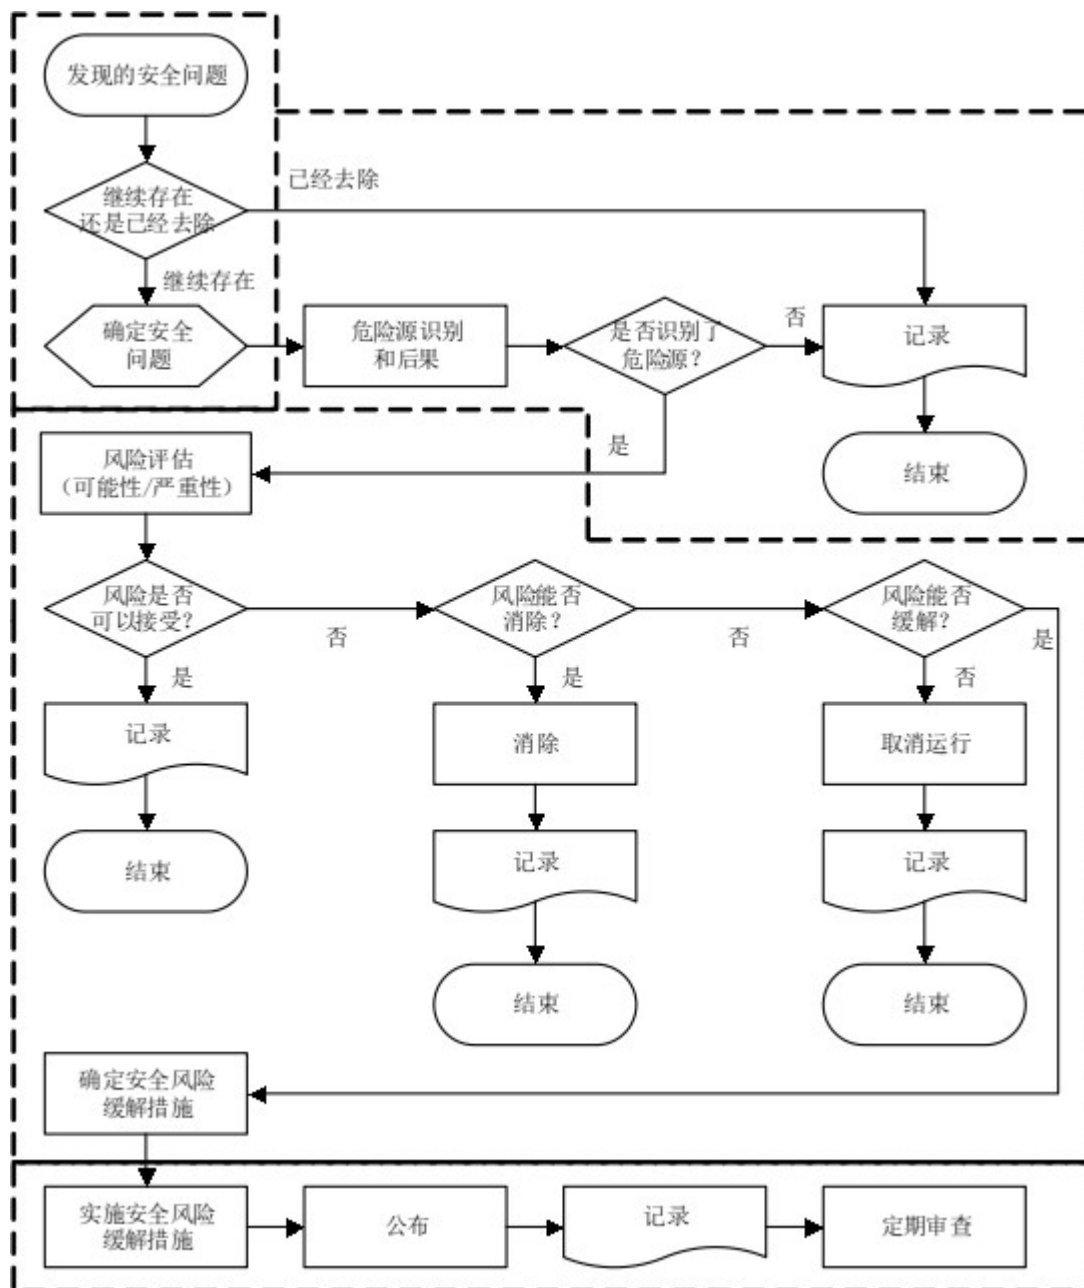 发现的安全问题
继续存在
还是已经去除
已经去除
继续存在
确定安全
问题
危险源识别
和后果
是否识别了
危险源？
否
记录
是
结束
风险评估
（可能性/严重性）
风险是否
可以接受？
否
风险能否
消除？
否
风险能否
缓解？
是
是
是
否
记录
消除
取消运行
结束
记录
记录
结束
结束
确定安全风险
缓解措施
实施安全风险
缓解措施
公布
记录
定期审查